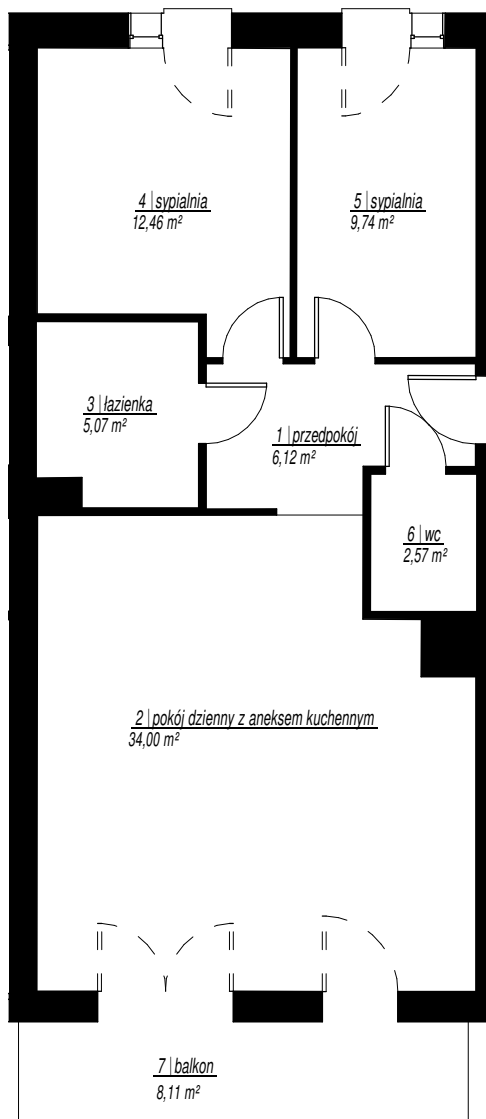 4 | sypialnia
12,46 m²
5 | sypialnia
9,74 m²
3 | łazienka
5,07 m²
1 | przedpokój
6,12 m²
6 | wc
2,57 m²
2 | pokój dzienny z aneksem kuchennym
34,00 m²
7 | balkon
8,11 m²